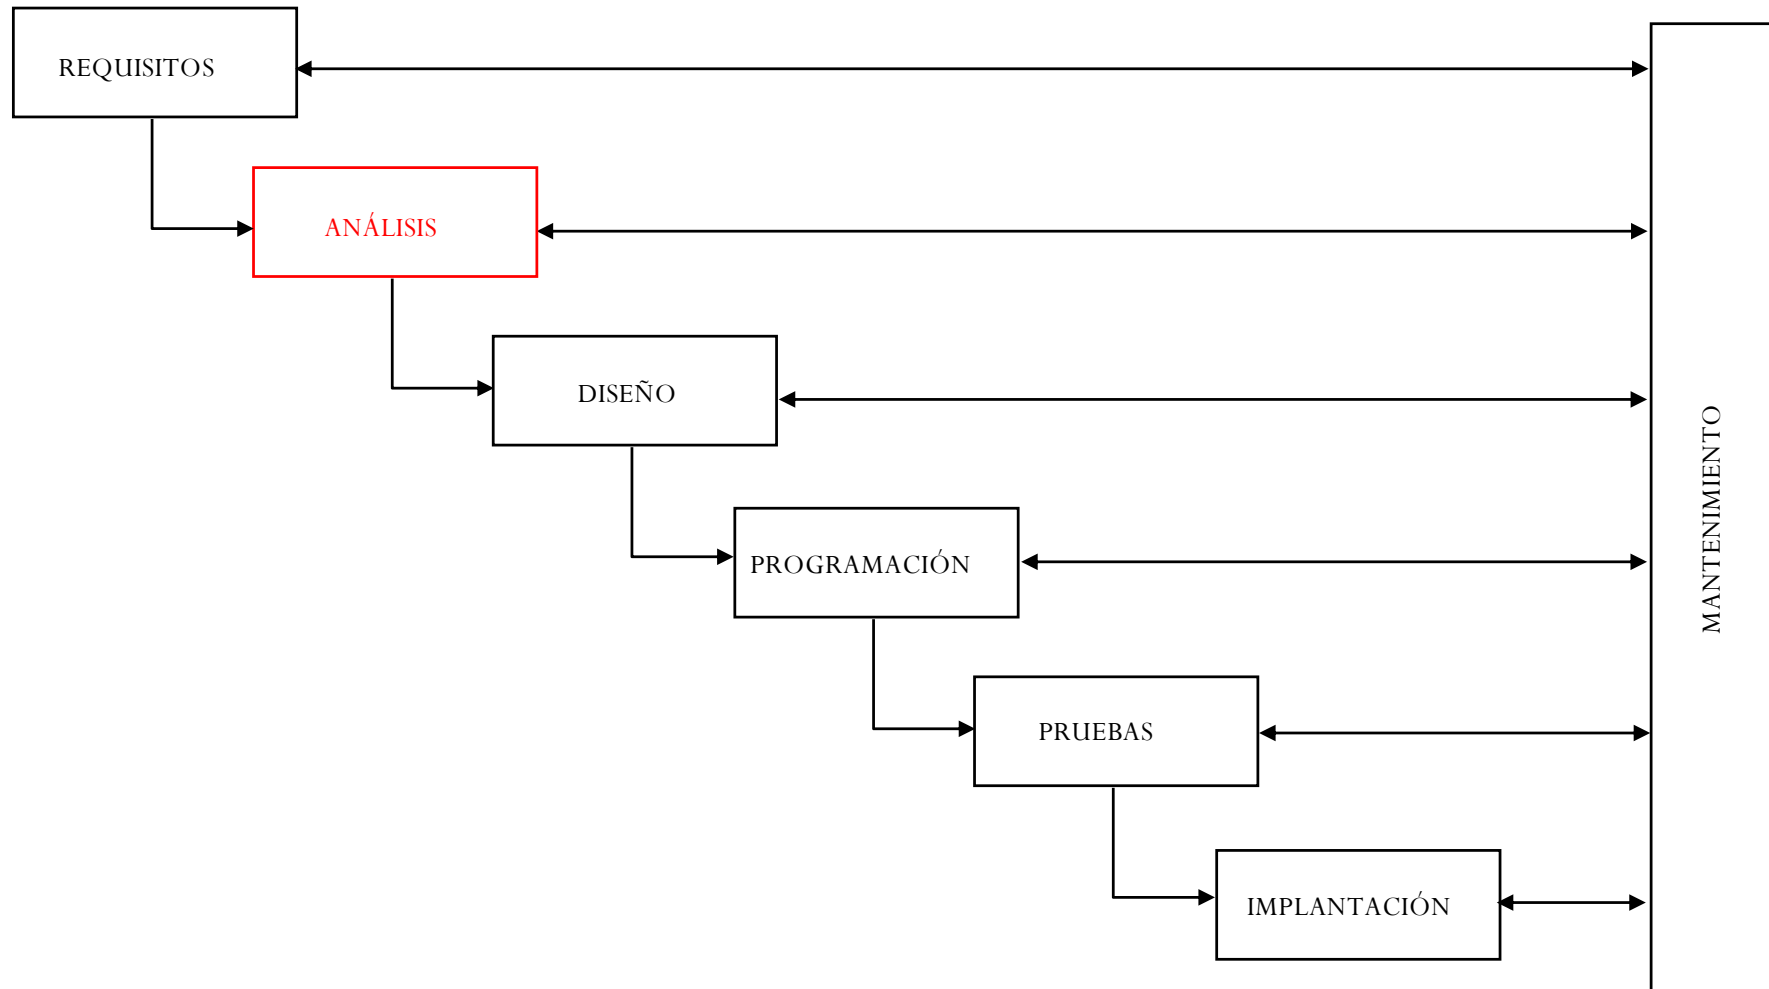 REQUISITOS
ANÁLISIS
DISEÑO
PROGRAMACIÓN
PRUEBAS
IMPLANTACIÓN
MANTENIMIENTO